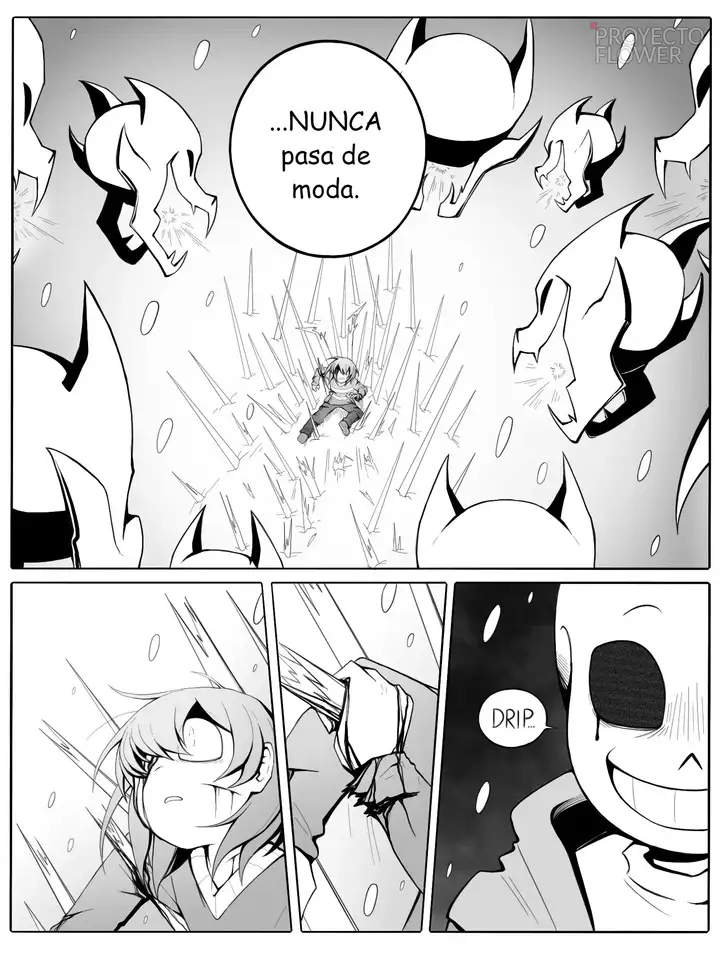 PROYECTO
FLOWER
...NUNCA
pasa de
moda.
DRIP...